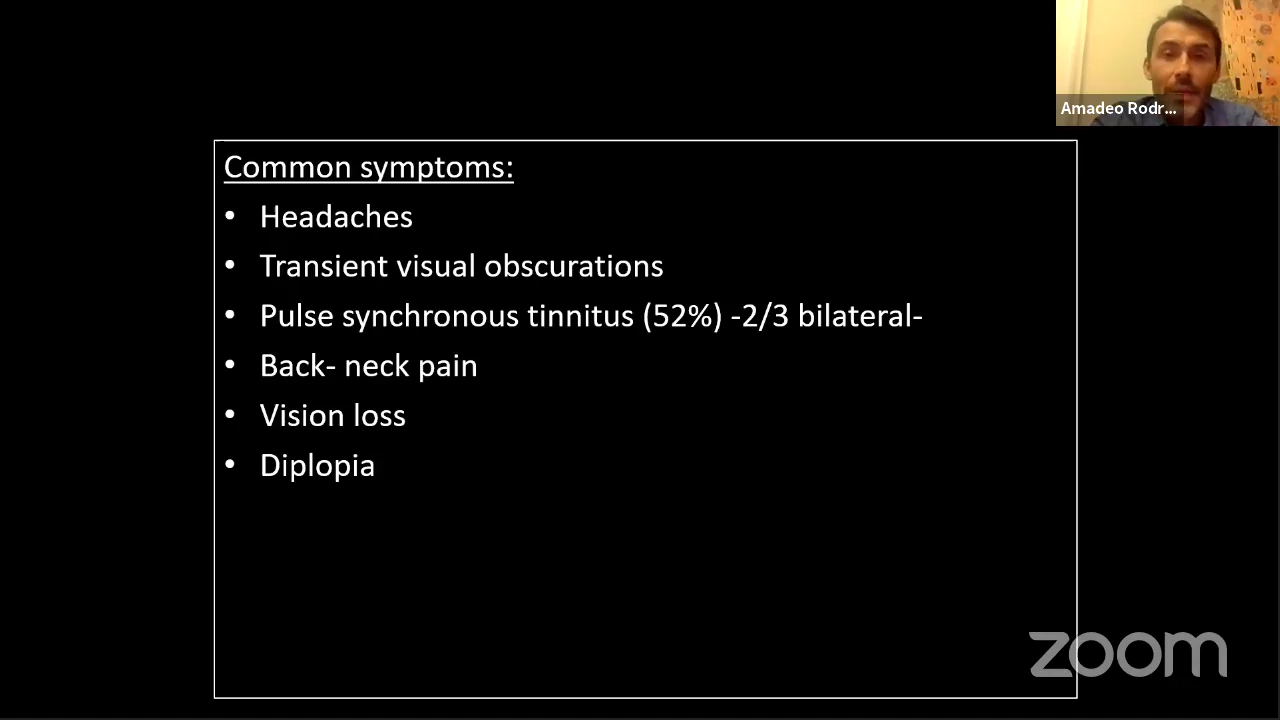 Amadeo Rodr...
Common symptoms:
• Headaches
• Transient visual obscurations
• Pulse synchronous tinnitus (52%) -2/3 bilateral-
• Back- neck pain
• Vision loss
• Diplopia
zoom